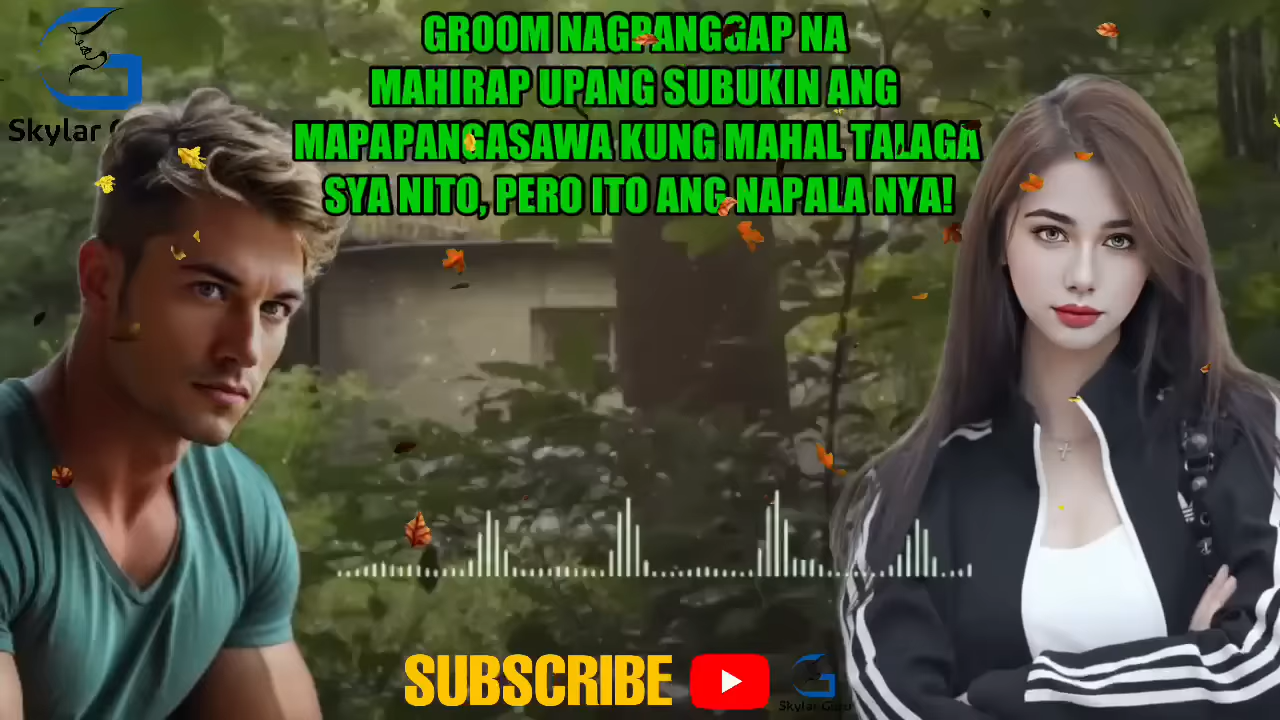 GROOM NAGPANGGAP NA
MAHIRAP UPANG SUBUKIN ANG
MAPAPANGASAWA KUNG MAHAL TALAGA
SYA NITO, PERO ITO ANG NAPALA NYA!
Skylar
SUBSCRIBE
Skylar